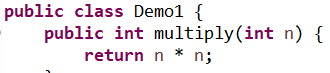 public class Demo1 {
public int multiply(int n) {
return n * n;